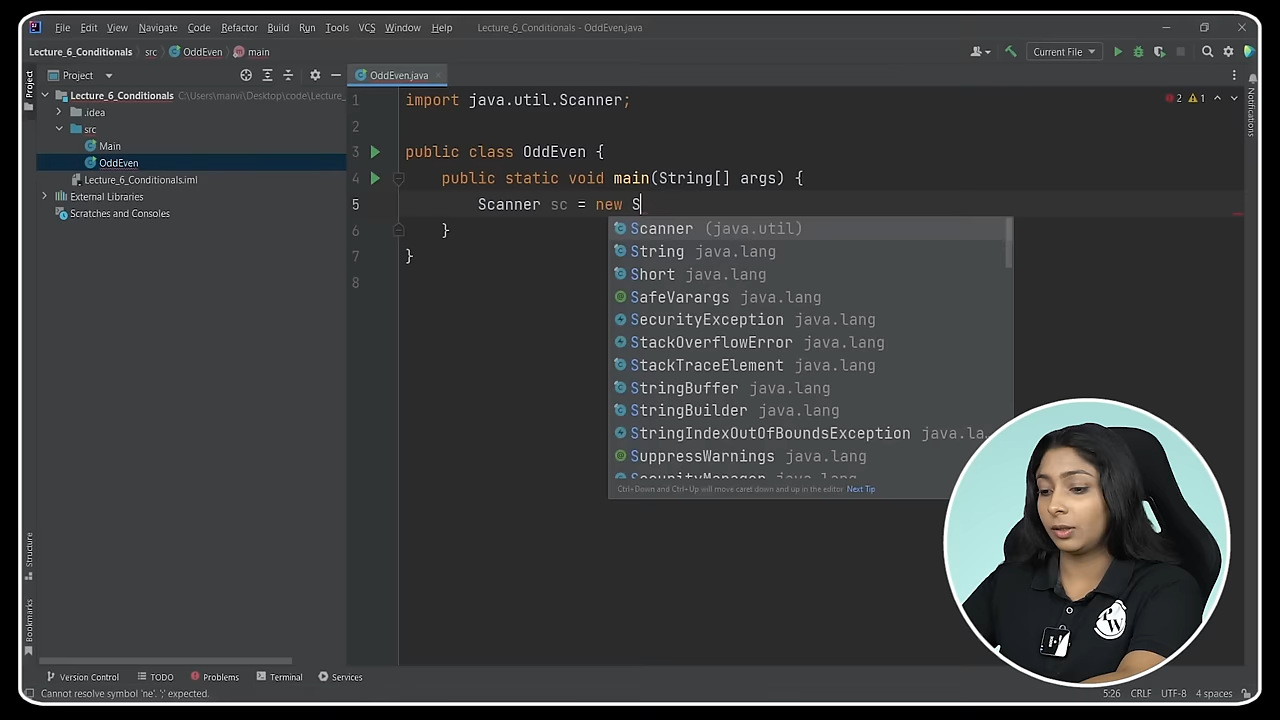 File Edit View Navigate Code Refactor Build Run Tools VCS Window Help Lecture_6_Conditionals - OddEven.java
Lecture_6_Conditionals src OddEven main Current File
Project OddEven.java
Lecture_6_Conditionals C:\Users\manvi\Desktop\code\Lecture_
.idea
src
Main
OddEven
Lecture_6_Conditionals.iml
External Libraries
Scratches and Consoles
Project
Structure
Bookmarks
1 import java.util.Scanner;
2
3 public class OddEven {
4 public static void main(String[] args) {
5 Scanner sc = new S
6 }
7 }
8
2 1
Notifications
Scanner (java.util)
String java.lang
Short java.lang
SafeVarargs java.lang
SecurityException java.lang
StackOverflowError java.lang
StackTraceElement java.lang
StringBuffer java.lang
StringBuilder java.lang
StringIndexOutOfBoundsException java.la…
SuppressWarnings java.lang
SecurityManager java.lang
Ctrl+Down and Ctrl+Up will move caret down and up in the editor Next Tip
PW
Version Control TODO Problems Terminal Services
Cannot resolve symbol 'ne'. ';' expected. 5:26 CRLF UTF-8 4 spaces